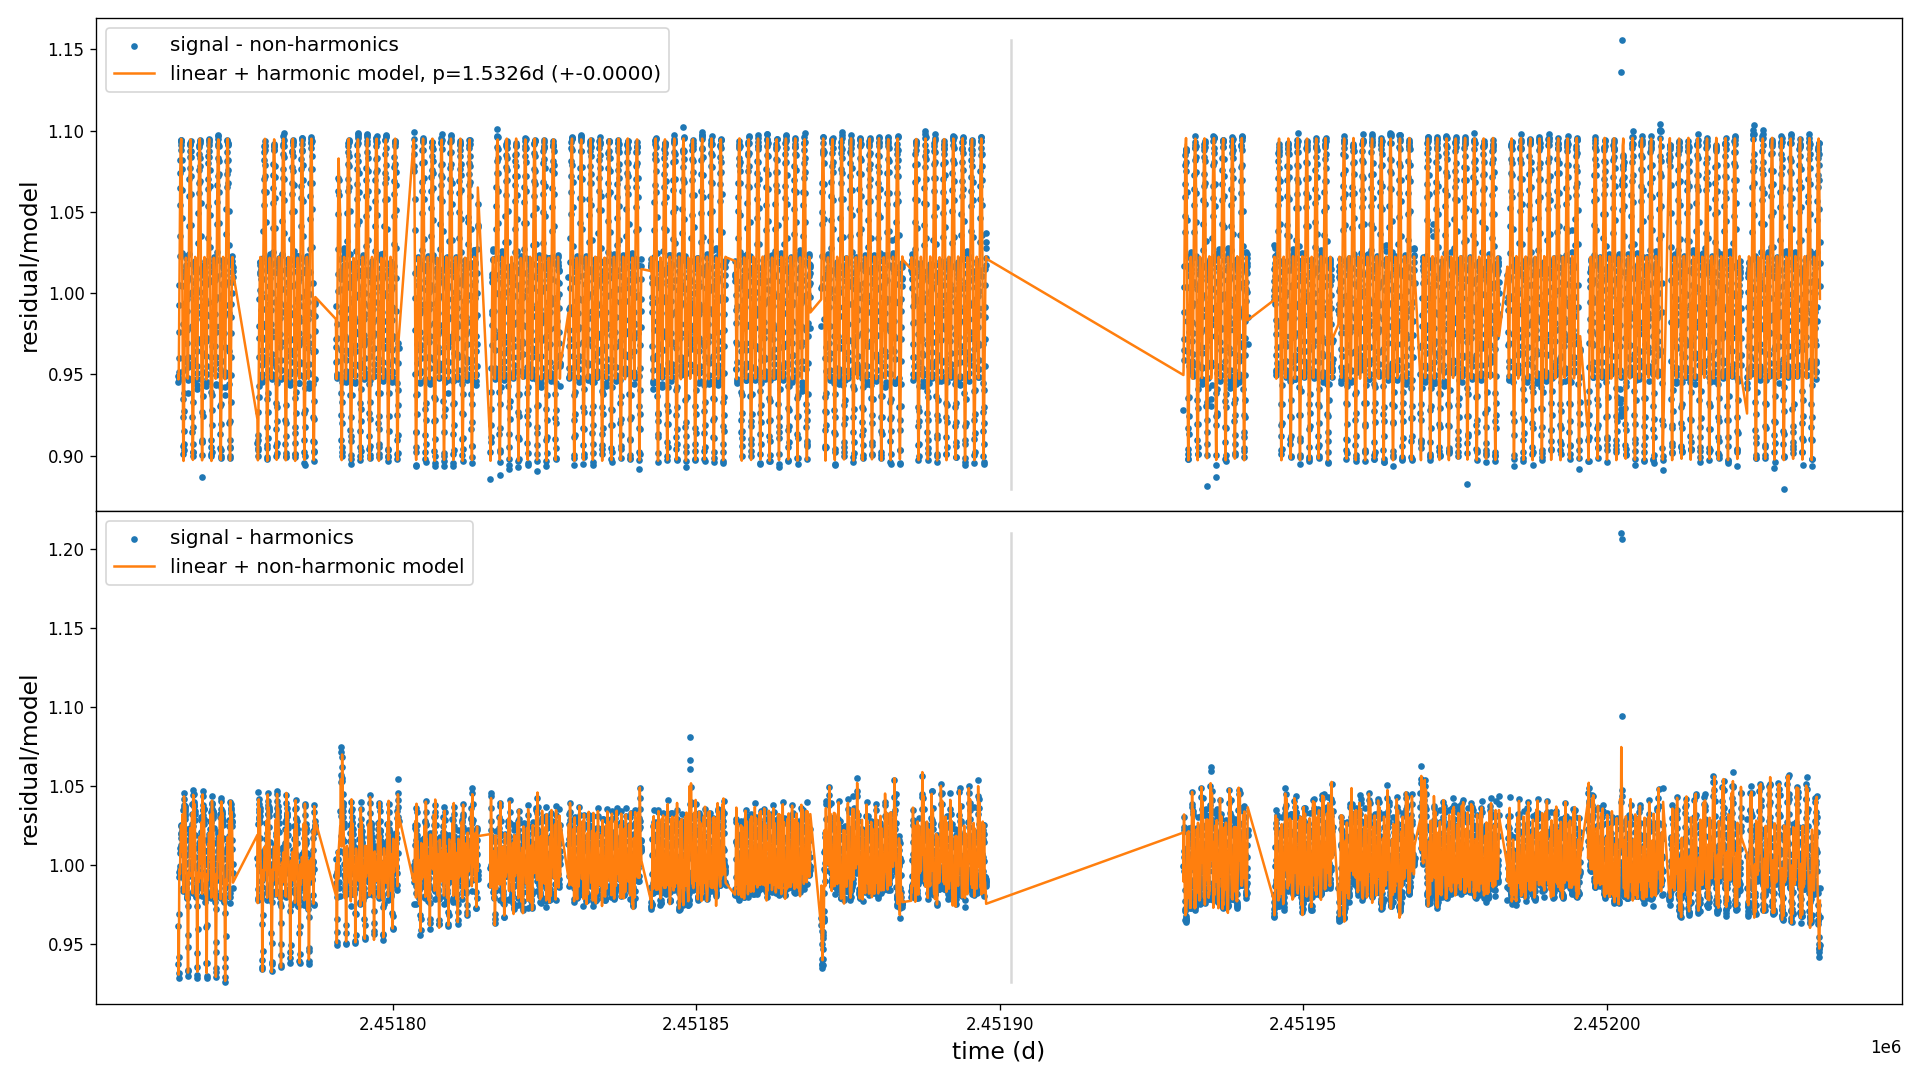 signal - non-harmonics
linear + harmonic model, p=1.5326d (+-0.0000)
1.15
1.10
1.05
1.00
0.95
0.90
residual/model
signal - harmonics
linear + non-harmonic model
1.20
1.15
1.10
1.05
1.00
0.95
residual/model
2.45180
2.45185
2.45190
2.45195
2.45200
time (d)
1e6